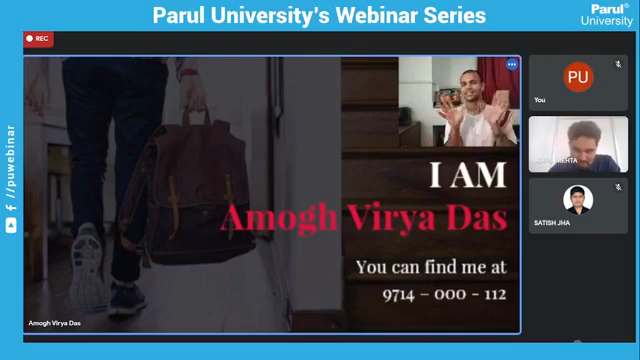 Parul University's Webinar Series
Parul®
University
REC
//puwebinar
I AM
Amogh Virya Das
You can find me at
9714 – 000 - 112
Amogh Virya Das
PU
You
MEHTA
SATISH JHA